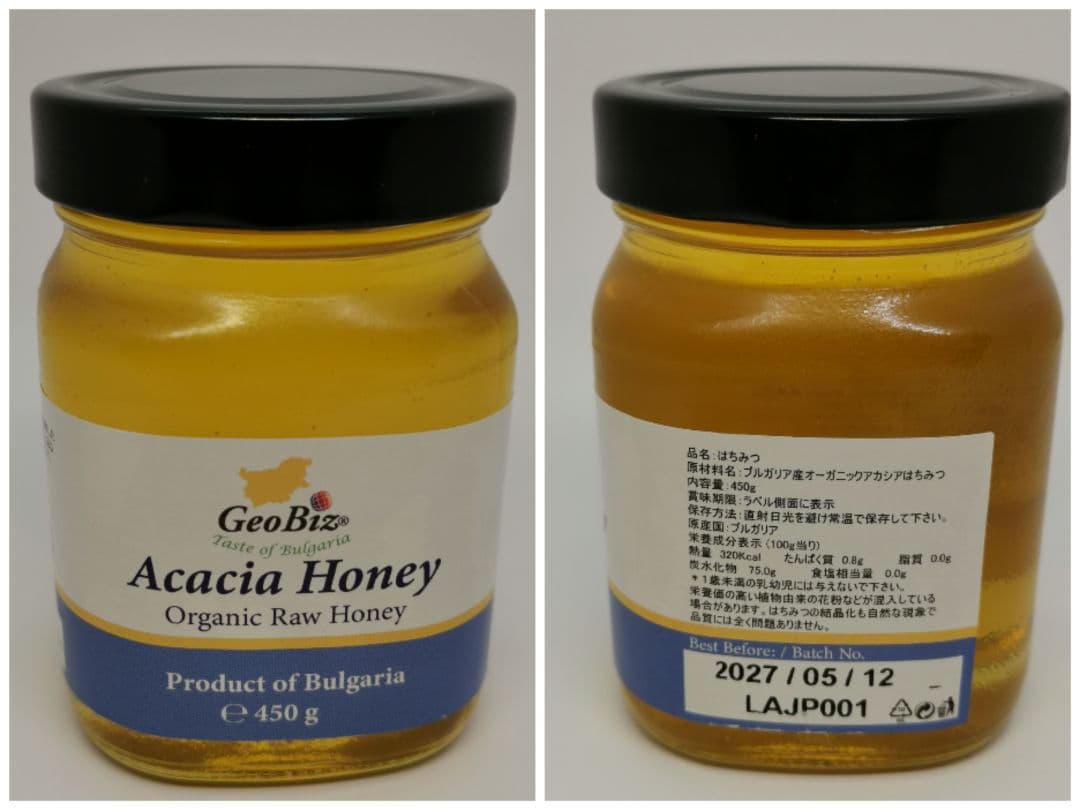 GeoBiz®
Taste of Bulgaria
Acacia Honey
Organic Raw Honey
Product of Bulgaria
℮ 450 g
品名:はちみつ
原材料名:ブルガリア産オーガニックアカシアはちみつ
内容量:450g
賞味期限:ラベル側面に表示
保存方法:直射日光を避け常温で保存して下さい。
原産国:ブルガリア
栄養成分表示(100g当り)
熱量 320Kcal たんぱく質 0.8g 脂質 0.0g
炭水化物 75.0g 食塩相当量 0.0g
*1歳未満の乳幼児には与えないで下さい。
栄養価の高い植物由来の花粉などが混入している
場合があります。はちみつの結晶化も自然な現象で
品質には全く問題ありません。
Best Before: / Batch No.
2027 / 05 / 12
LAJP001